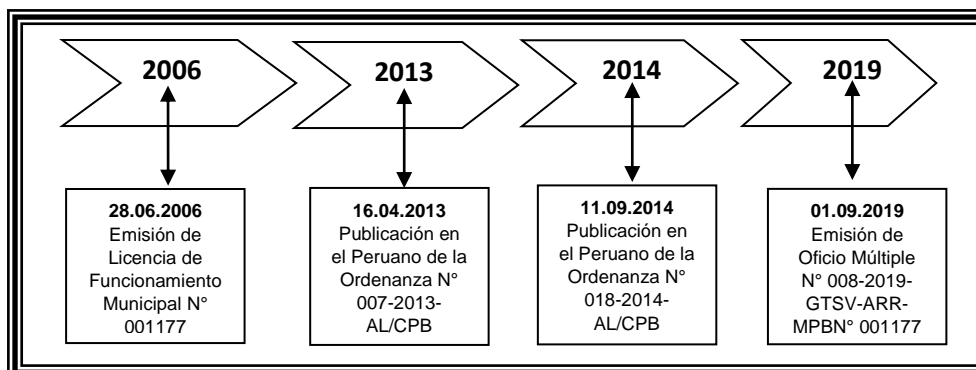 2006
2013
2014
2019
28.06.2006
Emisión de
Licencia de
Funcionamiento
Municipal N°
001177
16.04.2013
Publicación en
el Peruano de la
Ordenanza N°
007-2013-
AL/CPB
11.09.2014
Publicación en
el Peruano de la
Ordenanza N°
018-2014-
AL/CPB
01.09.2019
Emisión de
Oficio Múltiple
N° 008-2019-
GTSV-ARR-
MPBN° 001177